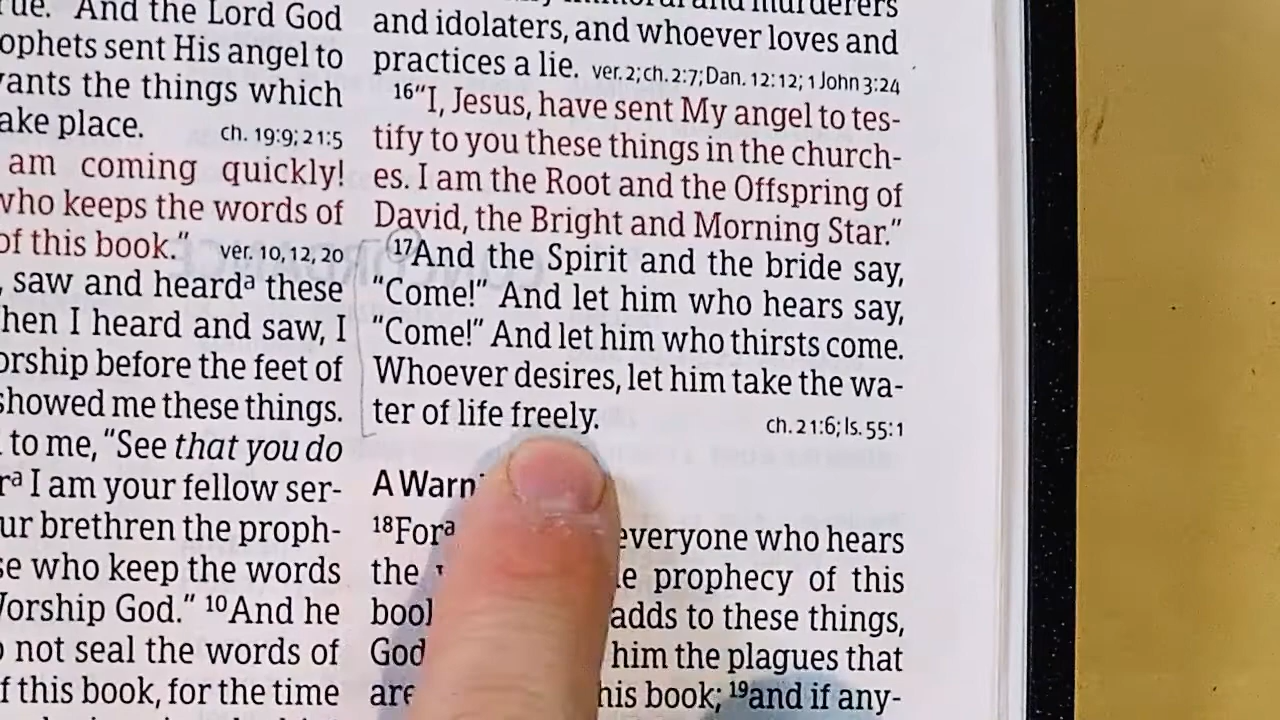 And the Lord God
ophets sent His angel to
ants the things which
ake place. ch. 19:9; 21:5
am coming quickly!
who keeps the words of
of this book." ver. 10, 12, 20
, saw and heardᵃ these
hen I heard and saw, I
orship before the feet of
showed me these things.
to me, "See that you do
I am your fellow ser-
ur brethren the proph-
se who keep the words
Worship God." ¹⁰And he
not seal the words of
f this book, for the time
and murderers
and idolaters, and whoever loves and
practices a lie. ver. 2; ch. 2:7; Dan. 12:12; 1 John 3:24
¹⁶"I, Jesus, have sent My angel to tes-
tify to you these things in the church-
es. I am the Root and the Offspring of
David, the Bright and Morning Star."
¹⁷And the Spirit and the bride say,
"Come!" And let him who hears say,
"Come!" And let him who thirsts come.
Whoever desires, let him take the wa-
ter of life freely. ch. 21:6; Is. 55:1
A Warn
¹⁸Forᵃ everyone who hears
the prophecy of this
book adds to these things,
God him the plagues that
are his book; ¹⁹and if any-